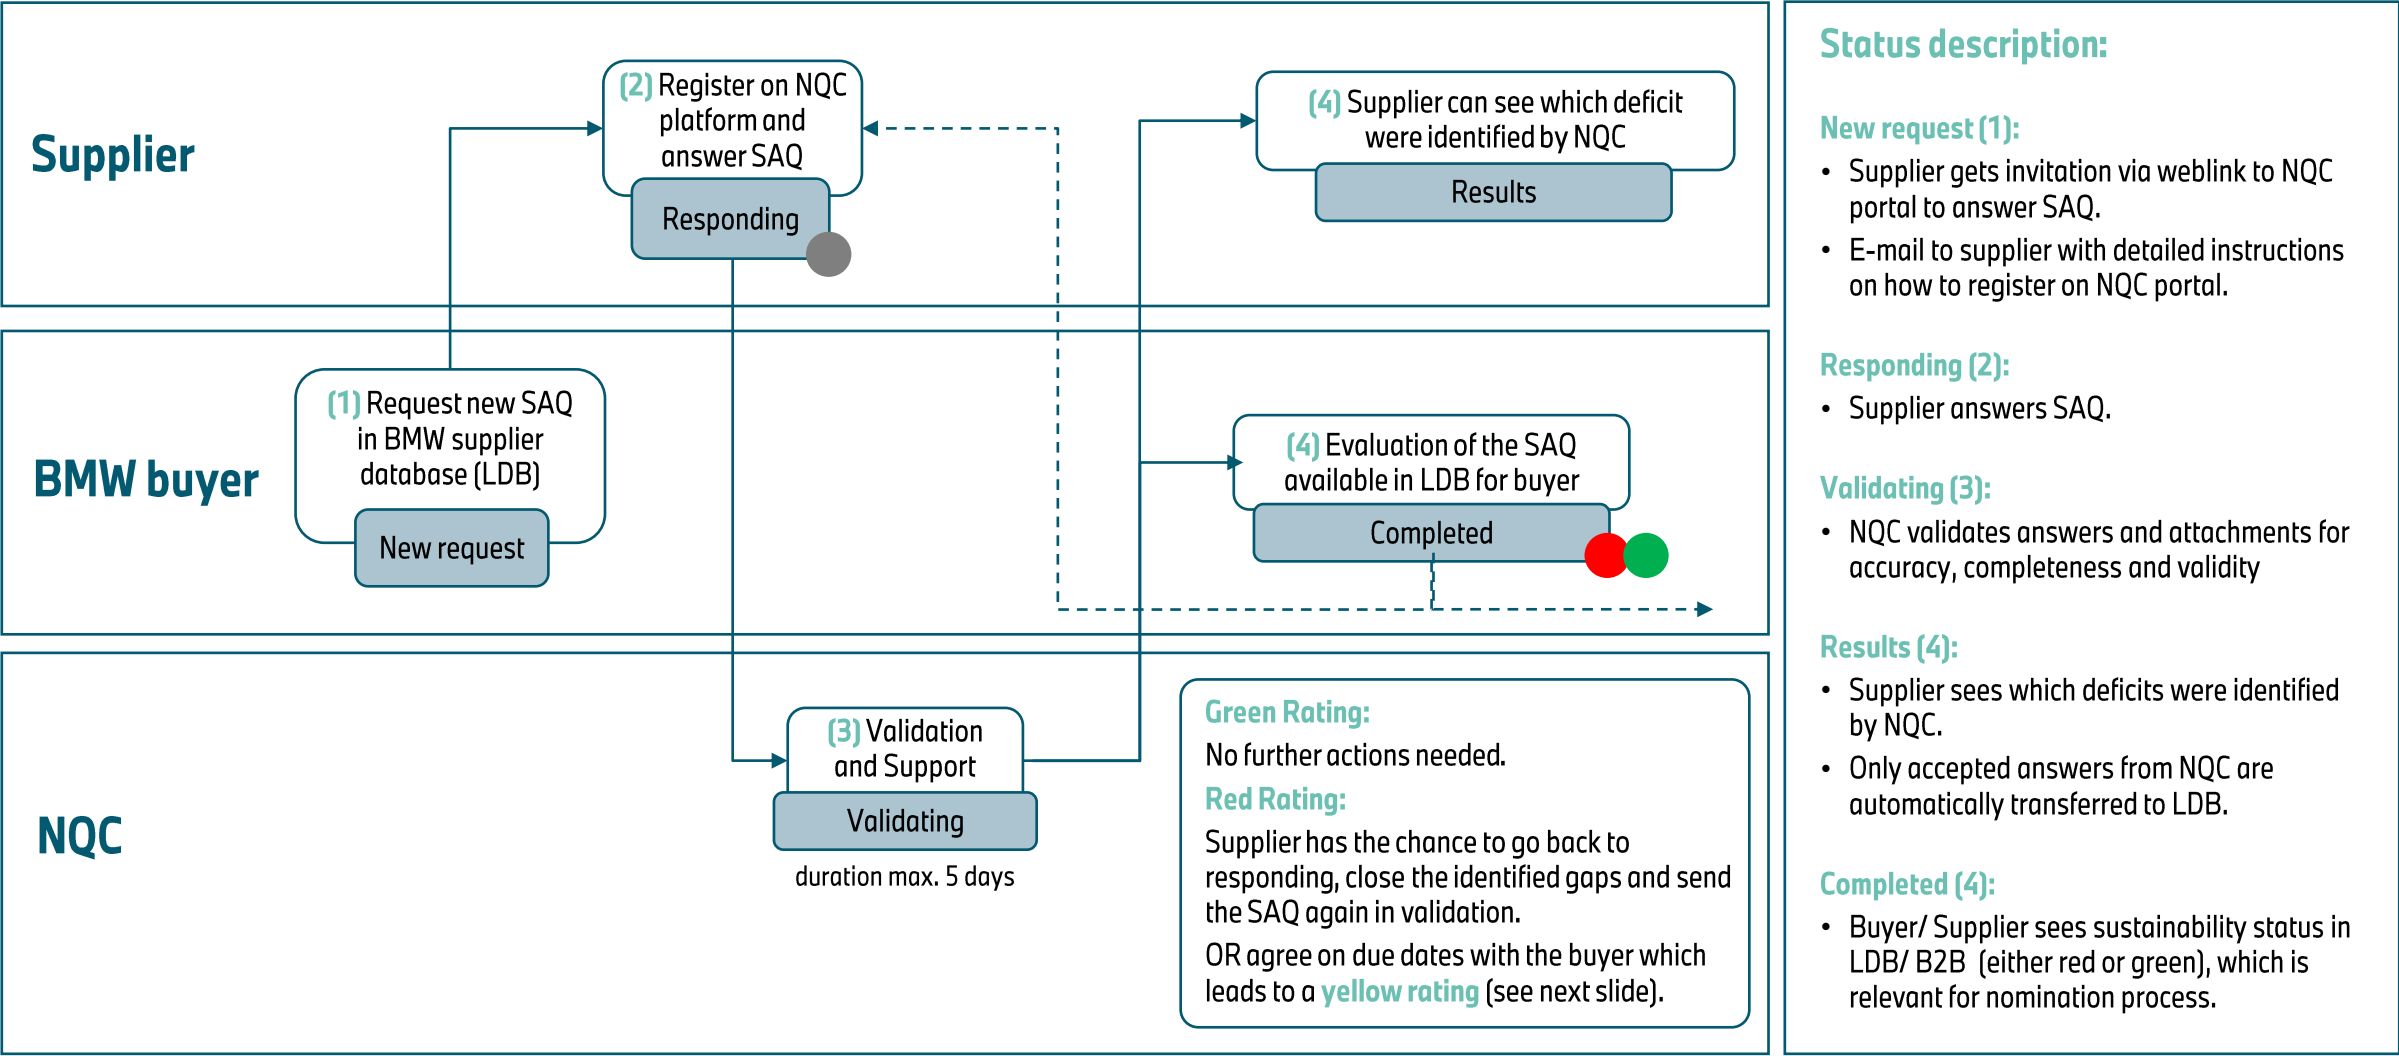 Supplier
(2) Register on NQC
platform and
answer SAQ
Responding
(4) Supplier can see which deficit
were identified by NQC
Results
BMW buyer
(1) Request new SAQ
in BMW supplier
database (LDB)
New request
(4) Evaluation of the SAQ
available in LDB for buyer
Completed
NQC
(3) Validation
and Support
Validating
duration max. 5 days
Green Rating:
No further actions needed.
Red Rating:
Supplier has the chance to go back to
responding, close the identified gaps and send
the SAQ again in validation.
OR agree on due dates with the buyer which
leads to a yellow rating (see next slide).
Status description:
New request (1):
• Supplier gets invitation via weblink to NQC
portal to answer SAQ.
• E-mail to supplier with detailed instructions
on how to register on NQC portal.
Responding (2):
• Supplier answers SAQ.
Validating (3):
• NQC validates answers and attachments for
accuracy, completeness and validity
Results (4):
• Supplier sees which deficits were identified
by NQC.
• Only accepted answers from NQC are
automatically transferred to LDB.
Completed (4):
• Buyer/ Supplier sees sustainability status in
LDB/ B2B (either red or green), which is
relevant for nomination process.